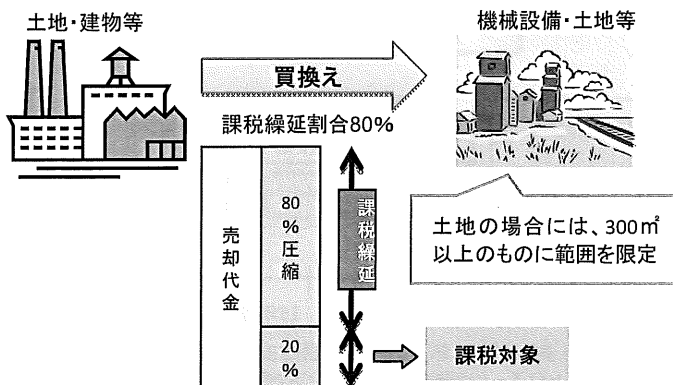 土地・建物等
機械設備・土地等
買換え
課税繰延割合80%
売却代金
80%圧縮
課税繰延
土地の場合には、300㎡
以上のものに範囲を限定
20%
課税対象